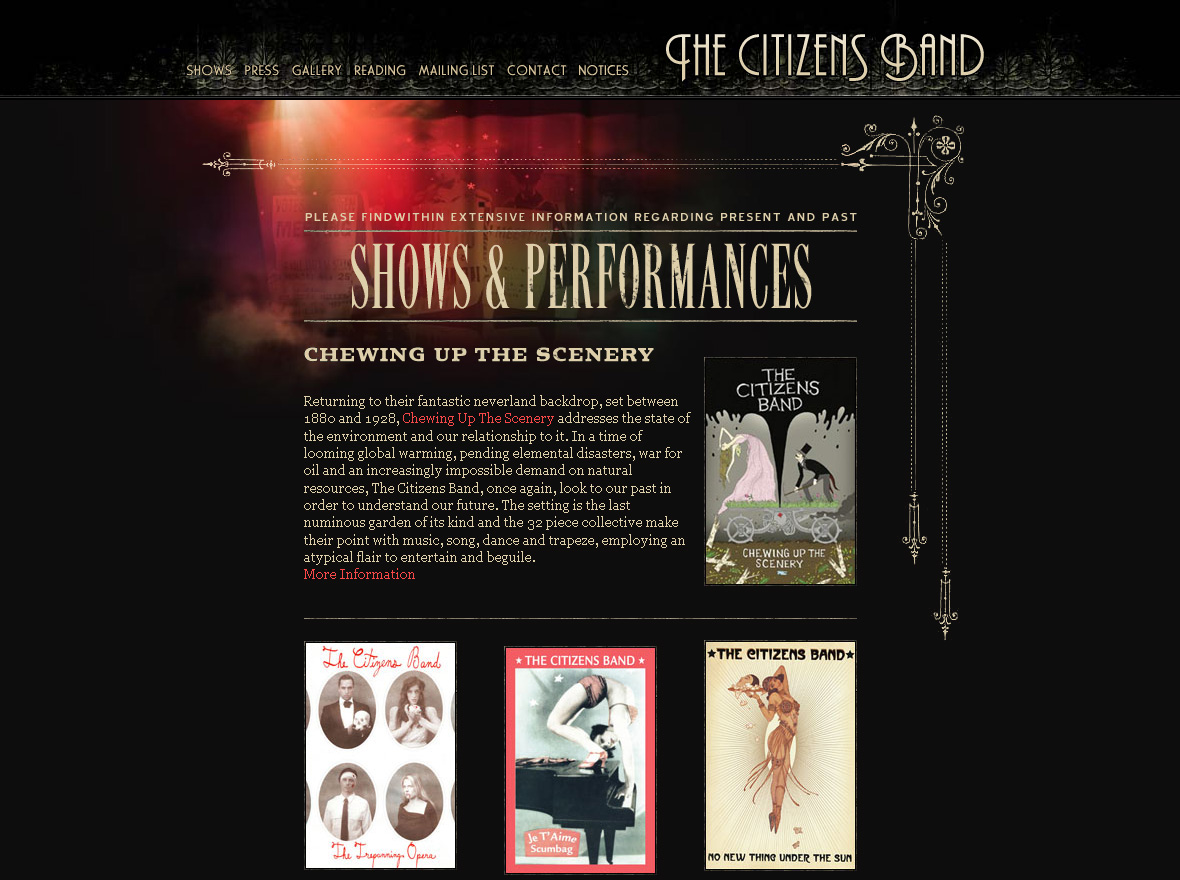 THE CITIZENS BAND
SHOWS PRESS GALLERY READING MAILING LIST CONTACT NOTICES
PLEASE FINDWITHIN EXTENSIVE INFORMATION REGARDING PRESENT AND PAST
SHOWS & PERFORMANCES
CHEWING UP THE SCENERY
Returning to their fantastic neverland backdrop, set between
1880 and 1928, Chewing Up The Scenery addresses the state of
the environment and our relationship to it. In a time of
looming global warming, pending elemental disasters, war for
oil and an increasingly impossible demand on natural
resources, The Citizens Band, once again, look to our past in
order to understand our future. The setting is the last
numinous garden of its kind and the 32 piece collective make
their point with music, song, dance and trapeze, employing an
atypical flair to entertain and beguile.
More Information
THE
CITIZENS
BAND
CHEWING UP THE
SCENERY
The Citizens Band
The Trepanning Opera
★ THE CITIZENS BAND ★
Je T'Aime
Scumbag
★THE CITIZENS BAND★
NO NEW THING UNDER THE SUN